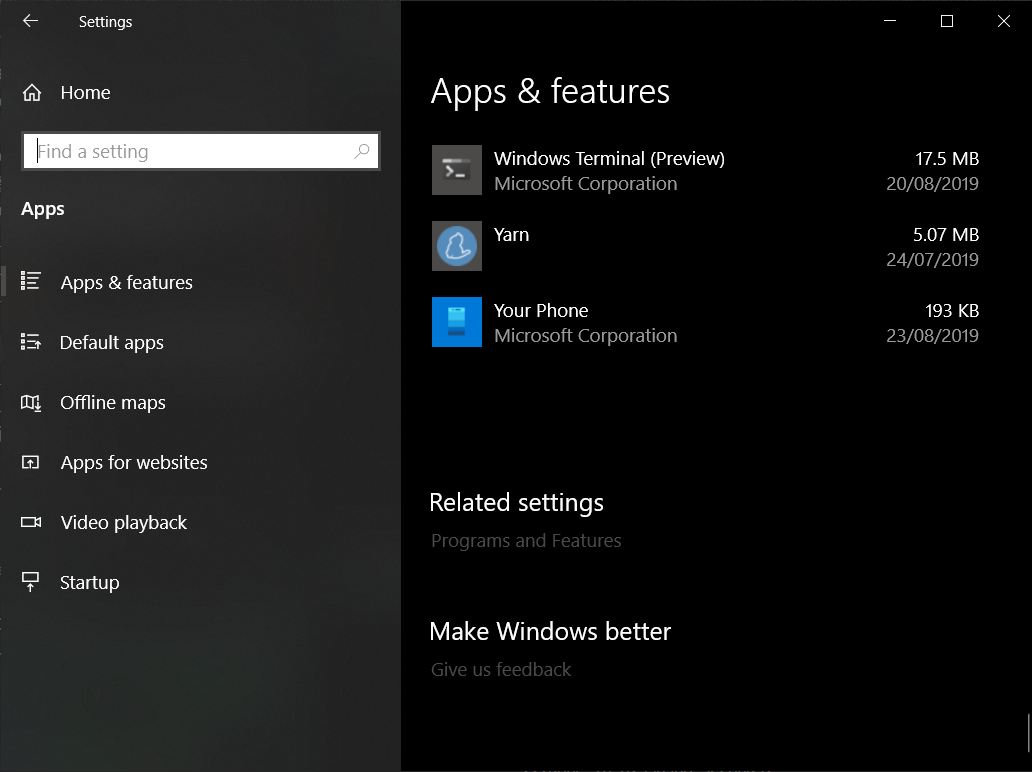 Settings
Home
Find a setting
Apps
Apps & features
Default apps
Offline maps
Apps for websites
Video playback
Startup
Apps & features
Windows Terminal (Preview) 17.5 MB
Microsoft Corporation 20/08/2019
Yarn 5.07 MB
24/07/2019
Your Phone 193 KB
Microsoft Corporation 23/08/2019
Related settings
Programs and Features
Make Windows better
Give us feedback